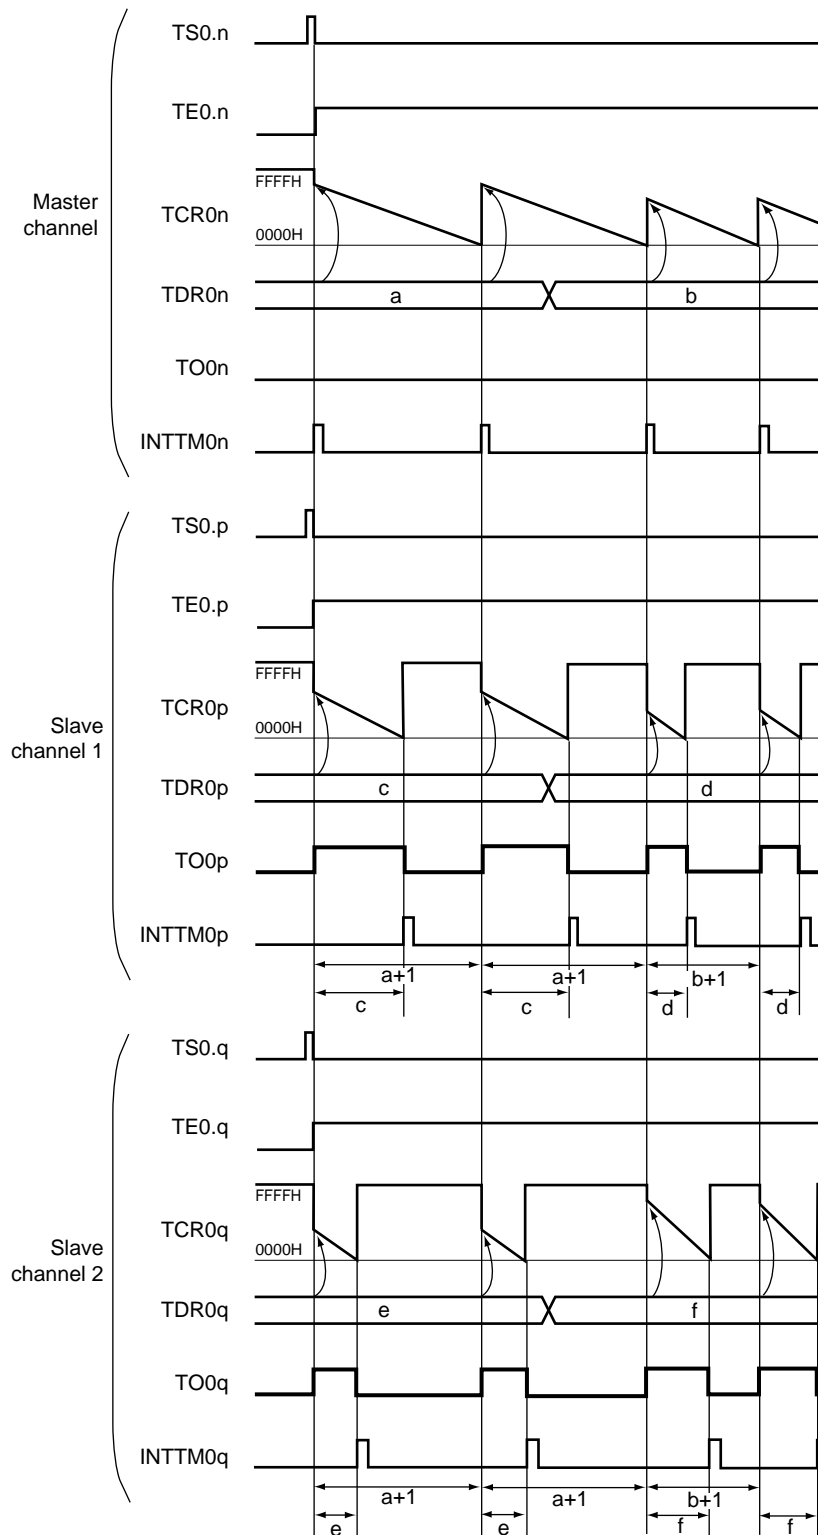 TS0.n
TE0.n
FFFFH
Master
channel
TCR0n
0000H
TDR0n
a
b
TO0n
INTTM0n
TS0.p
TE0.p
FFFFH
TCR0p
Slave
channel 1
0000H
TDR0p
c
d
TO0p
INTTM0p
a+1
a+1
b+1
c
c
d
d
TS0.q
TE0.q
FFFFH
TCR0q
Slave
channel 2
0000H
TDR0q
e
f
TO0q
INTTM0q
a+1
a+1
b+1
e
e
f
f